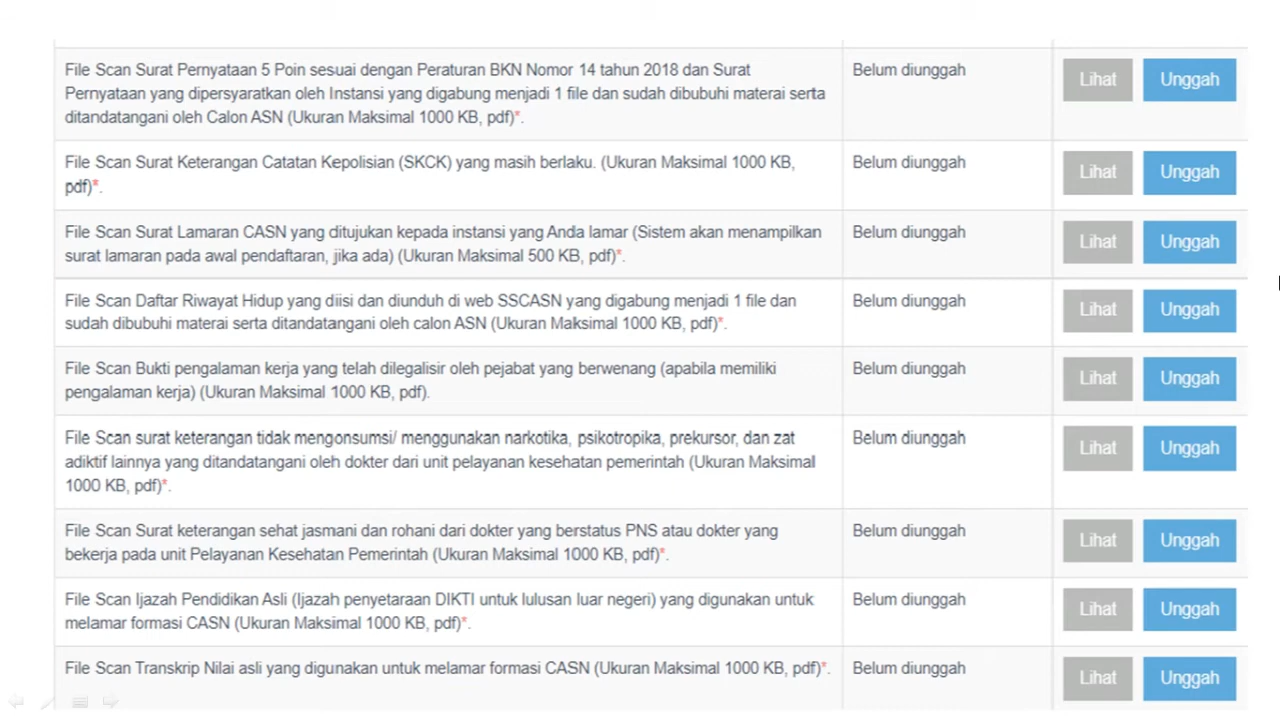 File Scan Surat Pernyataan 5 Poin sesuai dengan Peraturan BKN Nomor 14 tahun 2018 dan Surat
Pernyataan yang dipersyaratkan oleh Instansi yang digabung menjadi 1 file dan sudah dibubuhi materai serta
ditandatangani oleh Calon ASN (Ukuran Maksimal 1000 KB, pdf)*.
Belum diunggah
Lihat
Unggah
File Scan Surat Keterangan Catatan Kepolisian (SKCK) yang masih berlaku. (Ukuran Maksimal 1000 KB,
pdf)*.
Belum diunggah
Lihat
Unggah
File Scan Surat Lamaran CASN yang ditujukan kepada instansi yang Anda lamar (Sistem akan menampilkan
surat lamaran pada awal pendaftaran, jika ada) (Ukuran Maksimal 500 KB, pdf)*.
Belum diunggah
Lihat
Unggah
File Scan Daftar Riwayat Hidup yang diisi dan diunduh di web SSCASN yang digabung menjadi 1 file dan
sudah dibubuhi materai serta ditandatangani oleh calon ASN (Ukuran Maksimal 1000 KB, pdf)*.
Belum diunggah
Lihat
Unggah
File Scan Bukti pengalaman kerja yang telah dilegalisir oleh pejabat yang berwenang (apabila memiliki
pengalaman kerja) (Ukuran Maksimal 1000 KB, pdf).
Belum diunggah
Lihat
Unggah
File Scan surat keterangan tidak mengonsumsi/ menggunakan narkotika, psikotropika, prekursor, dan zat
adiktif lainnya yang ditandatangani oleh dokter dari unit pelayanan kesehatan pemerintah (Ukuran Maksimal
1000 KB, pdf)*.
Belum diunggah
Lihat
Unggah
File Scan Surat keterangan sehat jasmani dan rohani dari dokter yang berstatus PNS atau dokter yang
bekerja pada unit Pelayanan Kesehatan Pemerintah (Ukuran Maksimal 1000 KB, pdf)*.
Belum diunggah
Lihat
Unggah
File Scan Ijazah Pendidikan Asli (Ijazah penyetaraan DIKTI untuk lulusan luar negeri) yang digunakan untuk
melamar formasi CASN (Ukuran Maksimal 1000 KB, pdf)*.
Belum diunggah
Lihat
Unggah
File Scan Transkrip Nilai asli yang digunakan untuk melamar formasi CASN (Ukuran Maksimal 1000 KB, pdf)*.
Belum diunggah
Lihat
Unggah